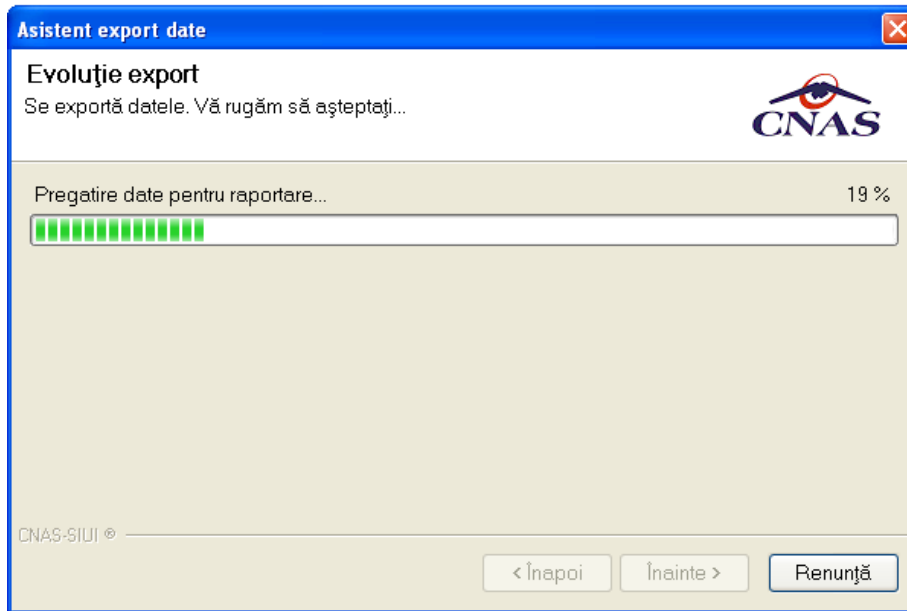 Asistent export date
Evoluţie export
Se exportă datele. Vă rugăm să aşteptaţi...
CNAS
Pregatire date pentru raportare... 19 %
CNAS-SIUI ®
< Înapoi Înainte > Renunţă